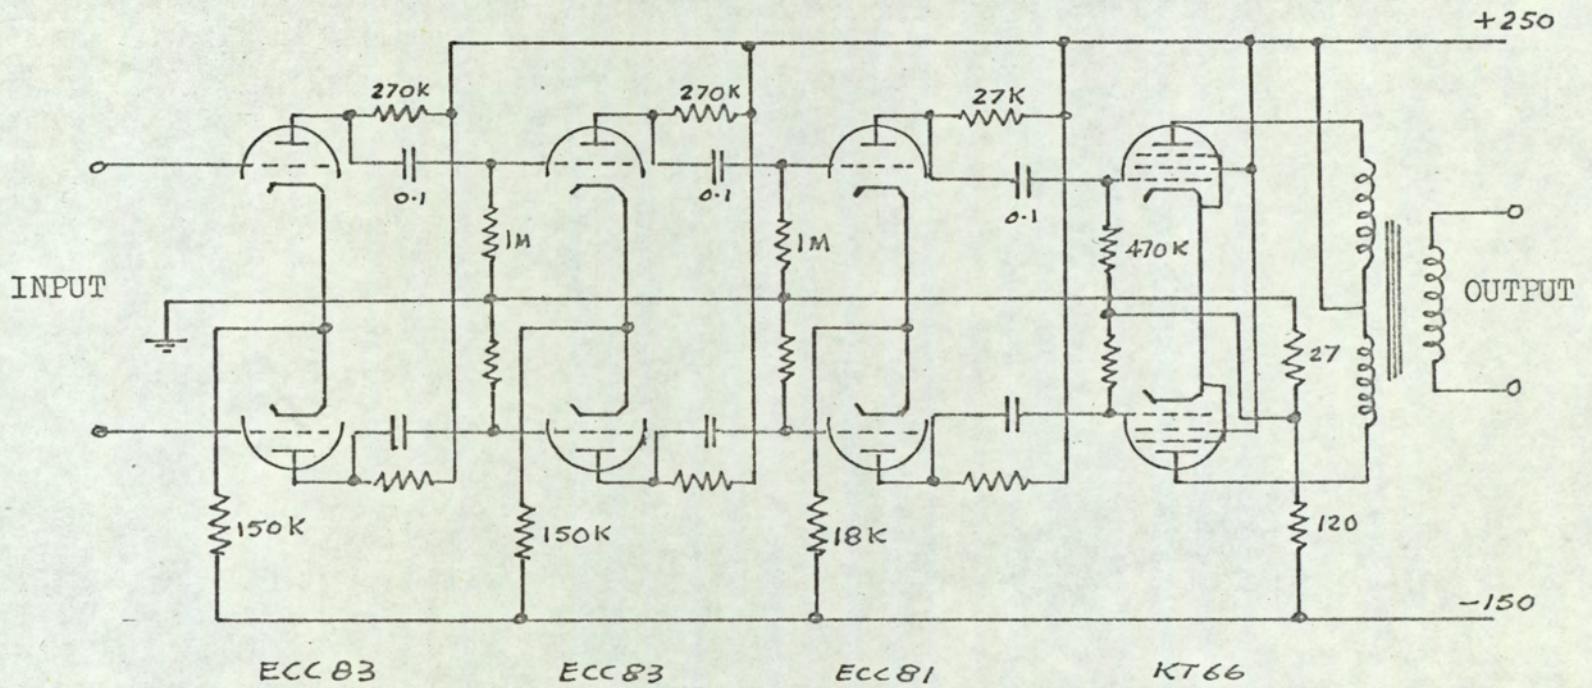 +250
270K
270K
27K
0.1
0.1
0.1
1M
1M
470K
INPUT
OUTPUT
27
150K
150K
18K
120
-150
ECC83
ECC83
ECC81
KT66